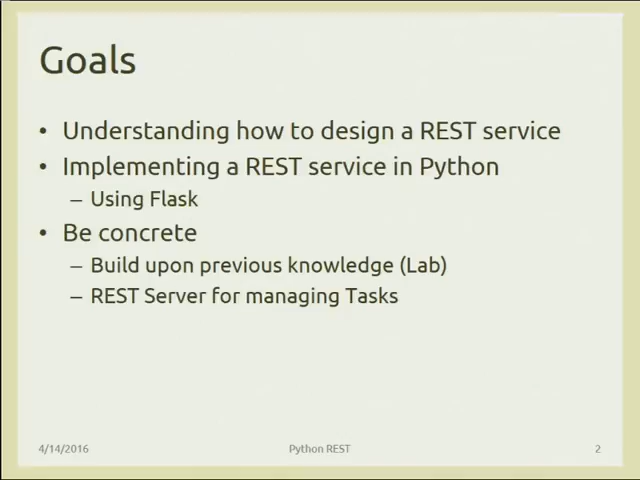 Goals
• Understanding how to design a REST service
• Implementing a REST service in Python
– Using Flask
• Be concrete
– Build upon previous knowledge (Lab)
– REST Server for managing Tasks
4/14/2016
Python REST
2